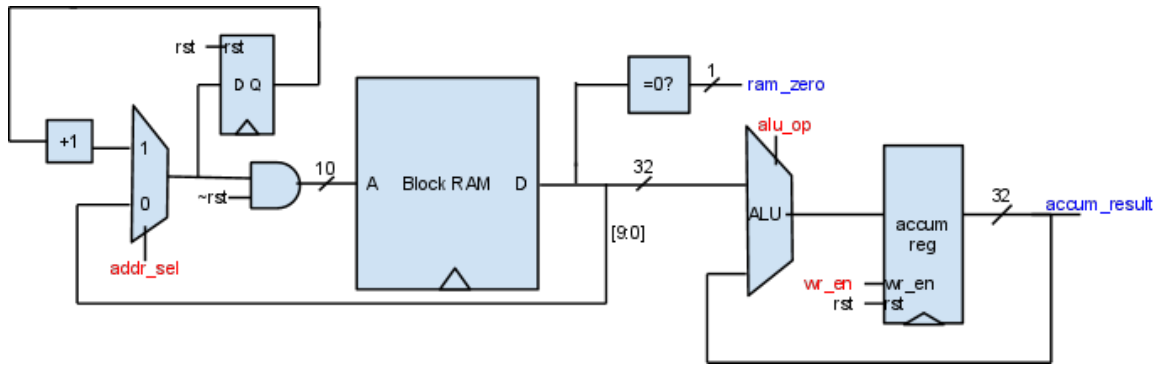 rst
rst
D Q
+1
1
0
addr_sel
~rst
10
A Block RAM D
=0?
1
ram_zero
[9:0]
32
alu_op
ALU
accum
reg
wr_en
wr_en
rst
rst
32
accum_result